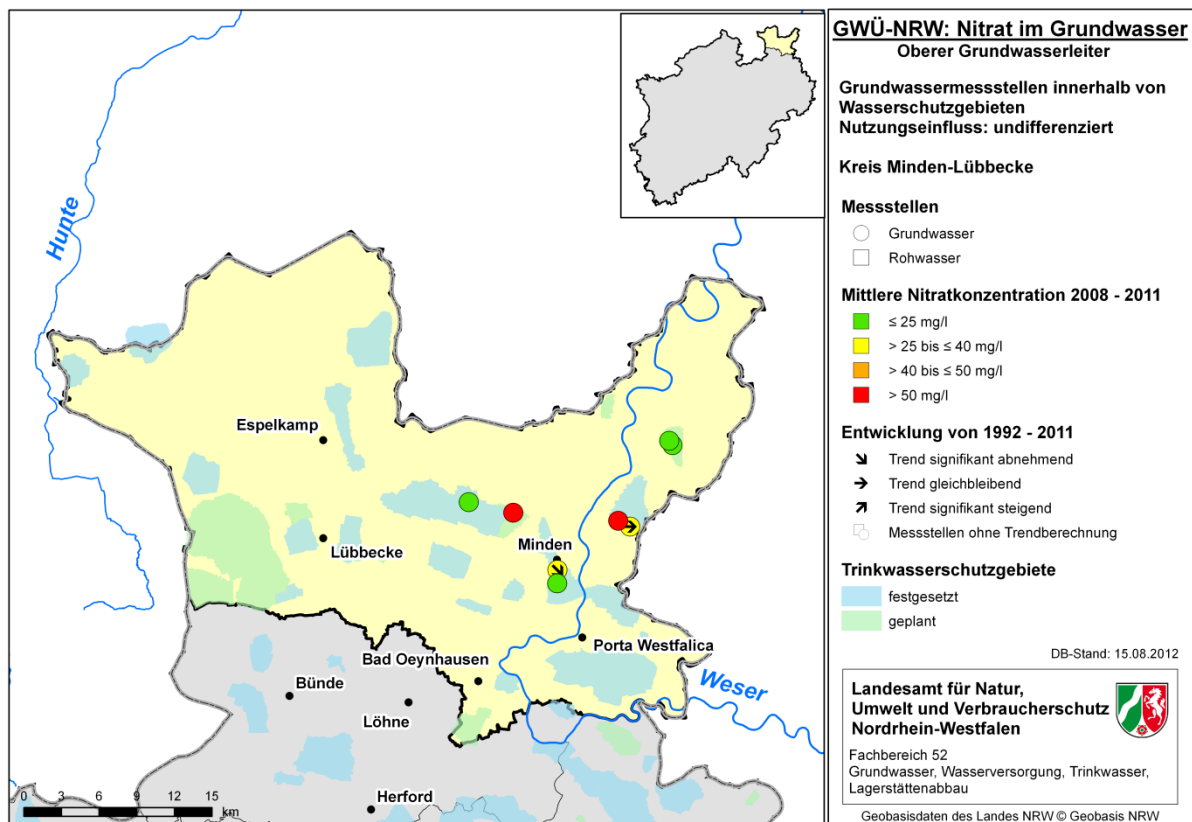 GWÜ-NRW: Nitrat im Grundwasser
Oberer Grundwasserleiter
Grundwassermessstellen innerhalb von
Wasserschutzgebieten
Nutzungseinfluss: undifferenziert
Kreis Minden-Lübbecke
Messstellen
Grundwasser
Rohwasser
Mittlere Nitratkonzentration 2008 - 2011
≤ 25 mg/l
> 25 bis ≤ 40 mg/l
> 40 bis ≤ 50 mg/l
> 50 mg/l
Entwicklung von 1992 - 2011
Trend signifikant abnehmend
Trend gleichbleibend
Trend signifikant steigend
Messstellen ohne Trendberechnung
Trinkwasserschutzgebiete
festgesetzt
geplant
DB-Stand: 15.08.2012
Landesamt für Natur,
Umwelt und Verbraucherschutz
Nordrhein-Westfalen
Fachbereich 52
Grundwasser, Wasserversorgung, Trinkwasser,
Lagerstättenabbau
Geobasisdaten des Landes NRW © Geobasis NRW
Hunte
Espelkamp
Lübbecke
Minden
Porta Westfalica
Bad Oeynhausen
Weser
Bünde
Löhne
Herford
0 3 6 9 12 15
km